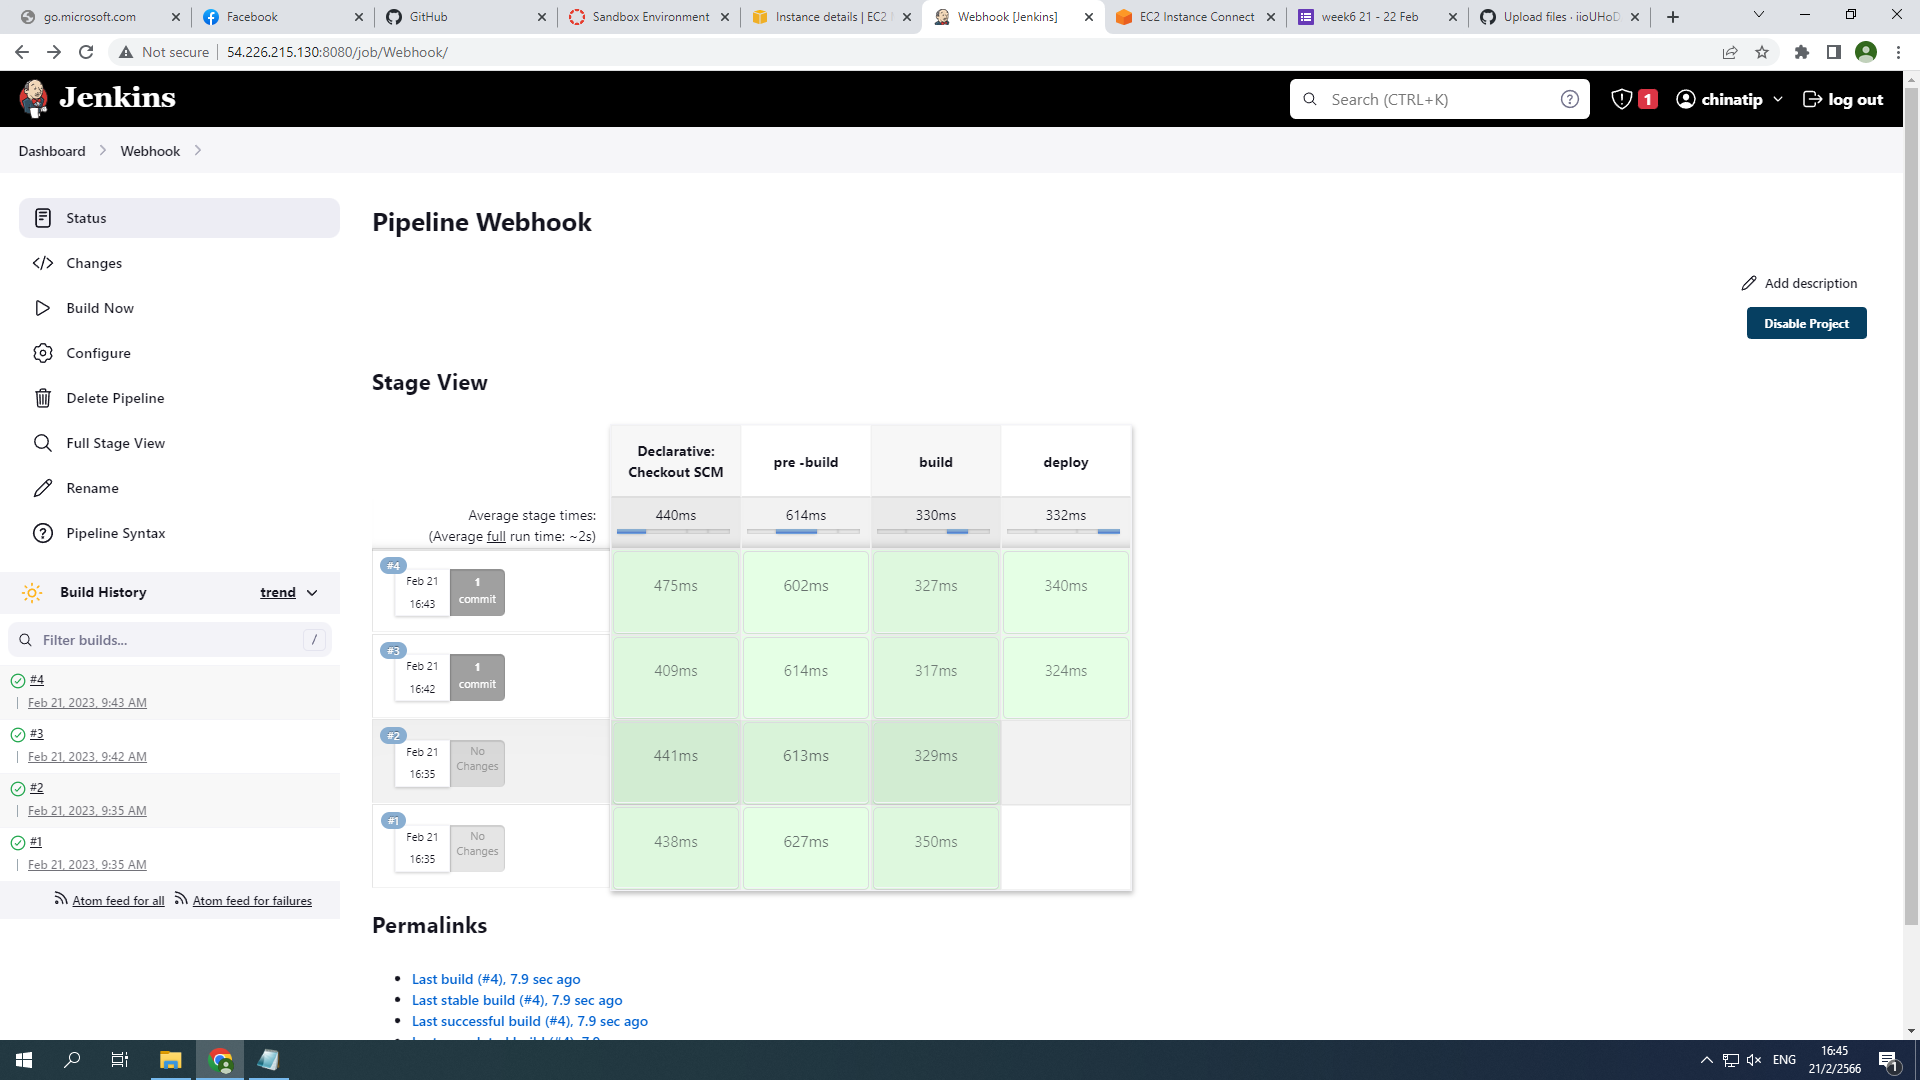 go.microsoft.com
Facebook
GitHub
Sandbox Environment
Instance details | EC2
Webhook [Jenkins]
EC2 Instance Connect
week6 21 - 22 Feb
Upload files · iioUHoD
Not secure
54.226.215.130:8080/job/Webhook/
Jenkins
Search (CTRL+K)
1
chinatip
log out
Dashboard
Webhook
Status
Changes
Build Now
Configure
Delete Pipeline
Full Stage View
Rename
Pipeline Syntax
Build History
trend
Filter builds...
/
#4
Feb 21, 2023, 9:43 AM
#3
Feb 21, 2023, 9:42 AM
#2
Feb 21, 2023, 9:35 AM
#1
Feb 21, 2023, 9:35 AM
Atom feed for all
Atom feed for failures
Pipeline Webhook
Add description
Disable Project
Stage View
Declarative:
Checkout SCM
pre -build
build
deploy
Average stage times:
(Average full run time: ~2s)
440ms
614ms
330ms
332ms
#4
Feb 21
16:43
1
commit
475ms
602ms
327ms
340ms
#3
Feb 21
16:42
1
commit
409ms
614ms
317ms
324ms
#2
Feb 21
16:35
No
Changes
441ms
613ms
329ms
#1
Feb 21
16:35
No
Changes
438ms
627ms
350ms
Permalinks
Last build (#4), 7.9 sec ago
Last stable build (#4), 7.9 sec ago
Last successful build (#4), 7.9 sec ago
ENG
16:45
21/2/2566
1